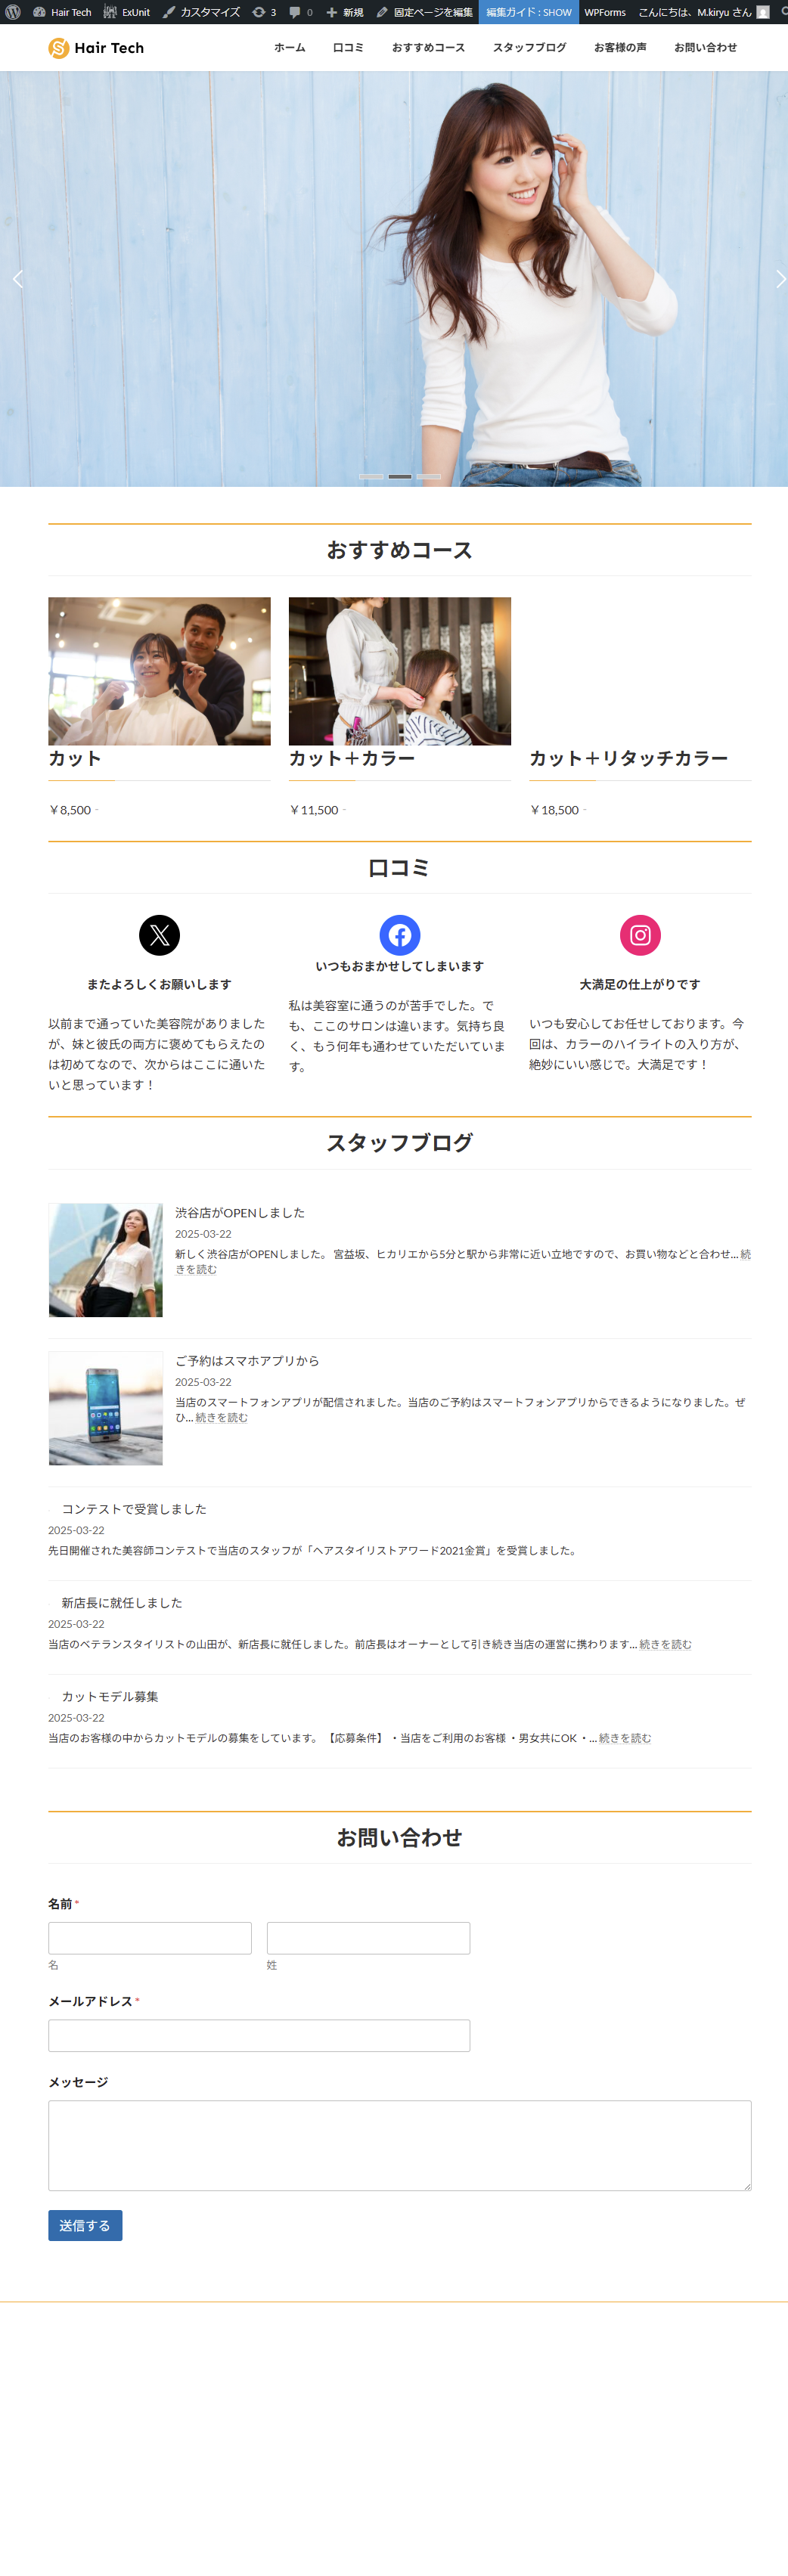 Hair Tech ExUnit カスタマイズ 3 0 新規 固定ページを編集 編集ガイド : SHOW WPForms こんにちは、M.kiryu さん
Hair Tech ホーム 口コミ おすすめコース スタッフブログ お客様の声 お問い合わせ
おすすめコース
カット カット＋カラー カット＋リタッチカラー
￥8,500 - ￥11,500 - ￥18,500 -
口コミ
またよろしくお願いします
以前まで通っていた美容院がありました
が、妹と彼氏の両方に褒めてもらえたの
は初めてなので、次からはここに通いた
いと思っています！
いつもおまかせしてしまいます
私は美容室に通うのが苦手でした。で
も、ここのサロンは違います。気持ち良
く、もう何年も通わせていただいていま
す。
大満足の仕上がりです
いつも安心してお任せしております。今
回は、カラーのハイライトの入り方が、
絶妙にいい感じで。大満足です！
スタッフブログ
渋谷店がOPENしました
2025-03-22
新しく渋谷店がOPENしました。 宮益坂、ヒカリエから5分と駅から非常に近い立地ですので、お買い物などと合わせ... 続
きを読む
ご予約はスマホアプリから
2025-03-22
当店のスマートフォンアプリが配信されました。当店のご予約はスマートフォンアプリからできるようになりました。ぜ
ひ... 続きを読む
コンテストで受賞しました
2025-03-22
先日開催された美容師コンテストで当店のスタッフが「ヘアスタイリストアワード2021金賞」を受賞しました。
新店長に就任しました
2025-03-22
当店のベテランスタイリストの山田が、新店長に就任しました。前店長はオーナーとして引き続き当店の運営に携わります... 続きを読む
カットモデル募集
2025-03-22
当店のお客様の中からカットモデルの募集をしています。 【応募条件】 ・当店をご利用のお客様 ・男女共にOK ・... 続きを読む
お問い合わせ
名前 *
名 姓
メールアドレス *
メッセージ
送信する